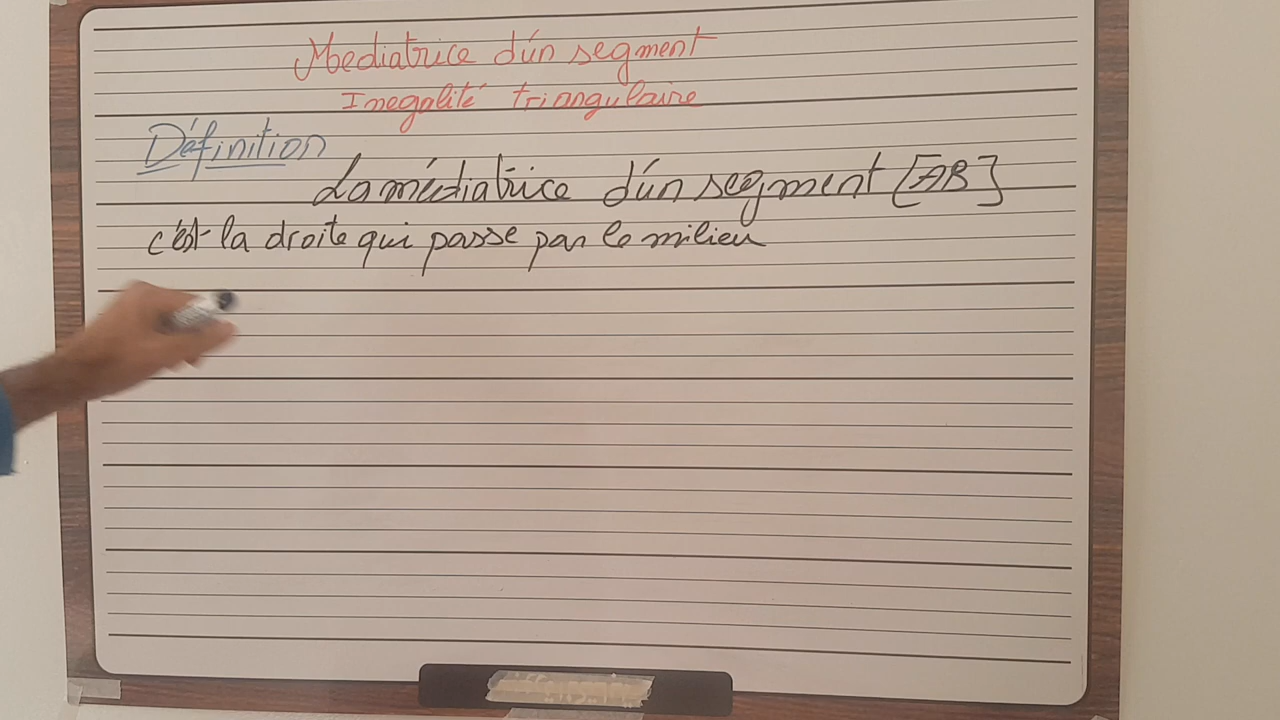 Mediatrice d'un segment
Inegalité triangulaire
Définition
La médiatrice d'un segment [AB]
c'est la droite qui passe par le milieu